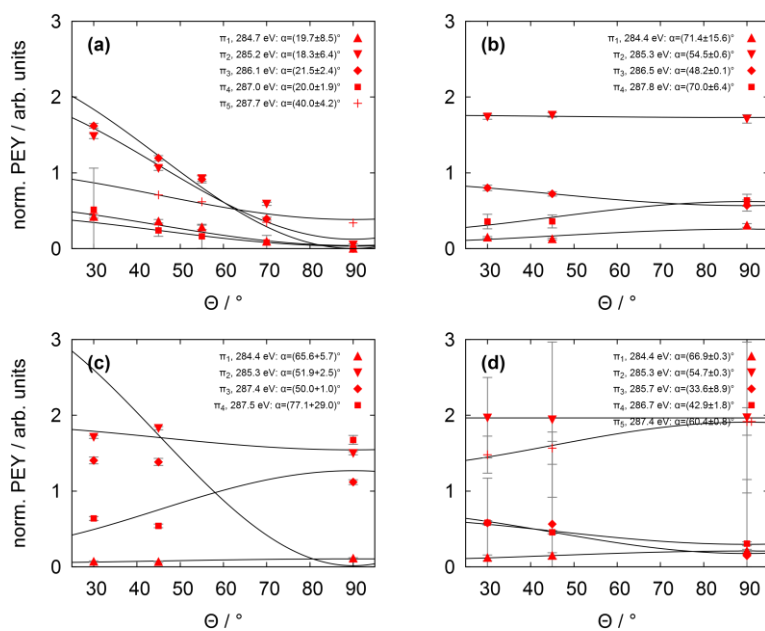 (a)
π1, 284.7 eV: α=(19.7±8.5)°
π2, 285.2 eV: α=(18.3±6.4)°
π3, 286.1 eV: α=(21.5±2.4)°
π4, 287.0 eV: α=(20.0±1.9)°
π5, 287.7 eV: α=(40.0±4.2)°
norm. PEY / arb. units
3
2
1
0
30 40 50 60 70 80 90
Θ / °
(b)
π1, 284.4 eV: α=(71.4±15.6)°
π2, 285.3 eV: α=(54.5±0.6)°
π3, 286.5 eV: α=(48.2±0.1)°
π4, 287.8 eV: α=(70.0±6.4)°
3
2
1
0
30 40 50 60 70 80 90
Θ / °
(c)
π1, 284.4 eV: α=(65.6+5.7)°
π2, 285.3 eV: α=(51.9+2.5)°
π3, 287.4 eV: α=(50.0+1.0)°
π4, 287.5 eV: α=(77.1+29.0)°
norm. PEY / arb. units
3
2
1
0
30 40 50 60 70 80 90
Θ / °
(d)
π1, 284.4 eV: α=(66.9±0.3)°
π2, 285.3 eV: α=(54.7±0.3)°
π3, 285.7 eV: α=(33.6±8.9)°
π4, 286.7 eV: α=(42.9±1.8)°
π5, 287.4 eV: α=(60.4±0.8)°
3
2
1
0
30 40 50 60 70 80 90
Θ / °